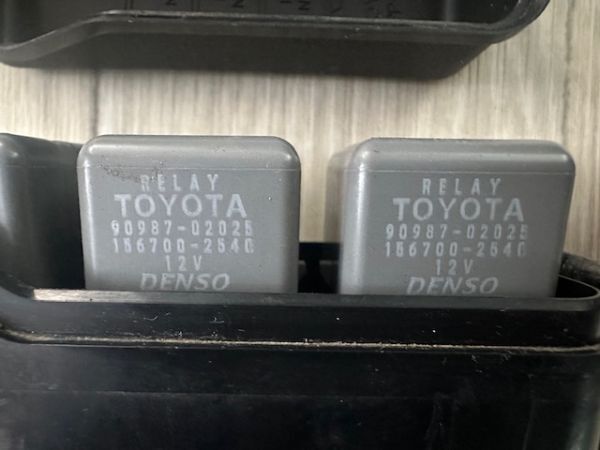 RELAY
TOYOTA
90987-02025
156700-2540
12V
DENSO
RELAY
TOYOTA
90987-02025
156700-2540
12V
DENSO